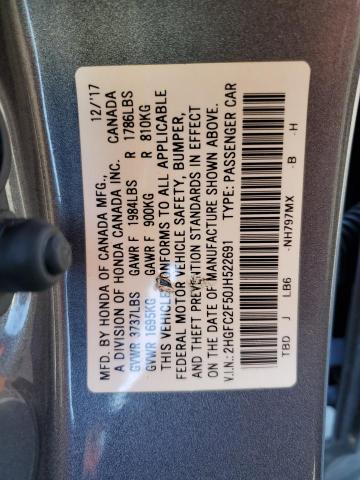 MFD. BY HONDA OF CANADA MFG., 12/'17
A DIVISION OF HONDA CANADA INC. CANADA
GVWR 3737LBS GAWR F 1984LBS R 1786LBS
GVWR 1695KG GAWR F 900KG R 810KG
THIS VEHICLE CONFORMS TO ALL APPLICABLE
FEDERAL MOTOR VEHICLE SAFETY, BUMPER,
AND THEFT PREVENTION STANDARDS IN EFFECT
ON THE DATE OF MANUFACTURE SHOWN ABOVE.
V.I.N.: 2HGFC2F50JH522691 TYPE: PASSENGER CAR
TBD J LB6 -NH797MX -B -H